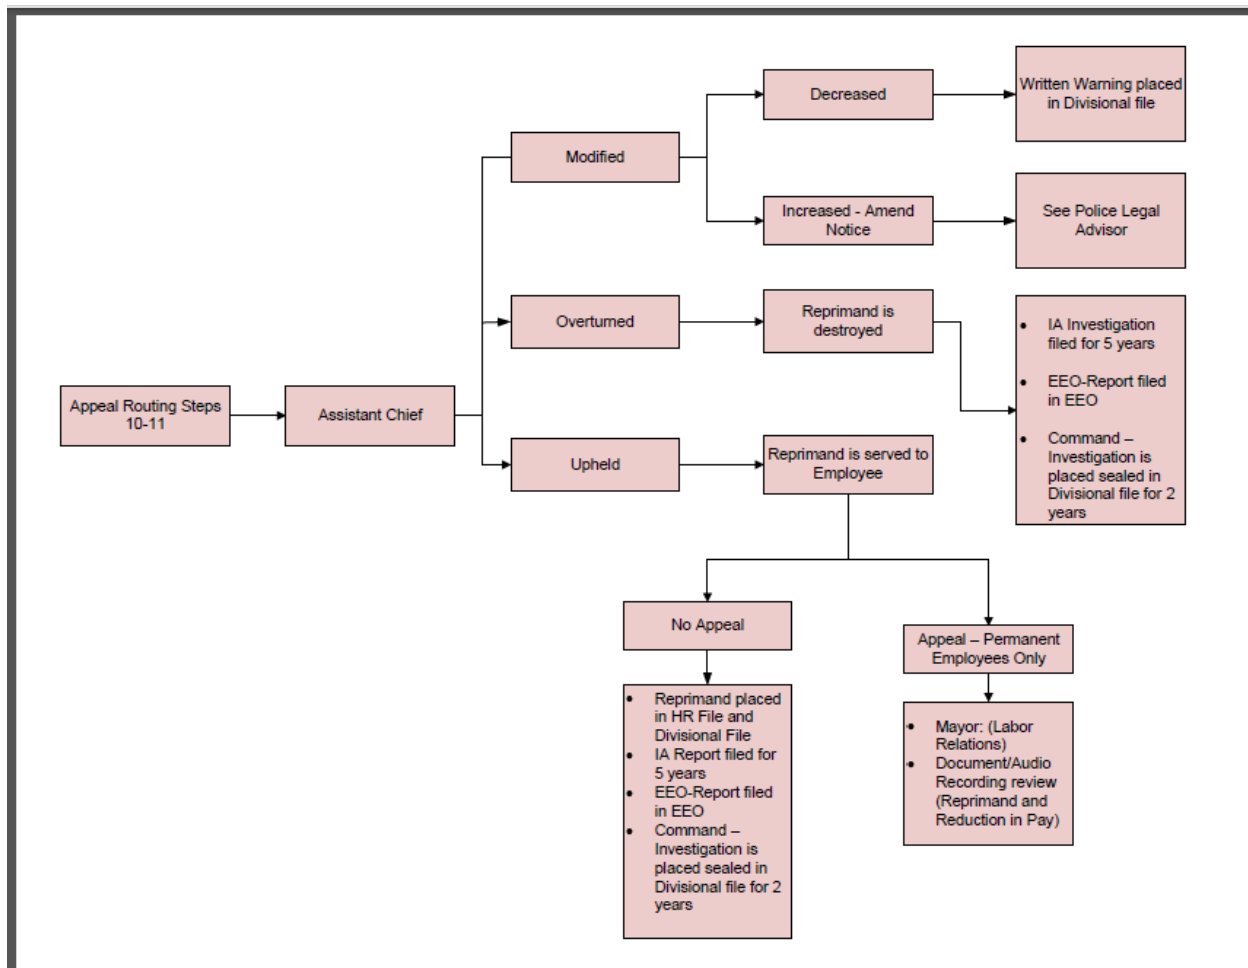 Decreased
Written Warning placed
in Divisional file
Modified
Increased - Amend
Notice
See Police Legal
Advisor
Overturned
Reprimand is
destroyed
• IA Investigation
filed for 5 years
• EEO-Report filed
in EEO
• Command –
Investigation is
placed sealed in
Divisional file for 2
years
Appeal Routing Steps
10-11
Assistant Chief
Upheld
Reprimand is served to
Employee
No Appeal
Appeal – Permanent
Employees Only
• Reprimand placed
in HR File and
Divisional File
• IA Report filed for
5 years
• EEO-Report filed
in EEO
• Command –
Investigation is
placed sealed in
Divisional file for 2
years
• Mayor: (Labor
Relations)
• Document/Audio
Recording review
(Reprimand and
Reduction in Pay)